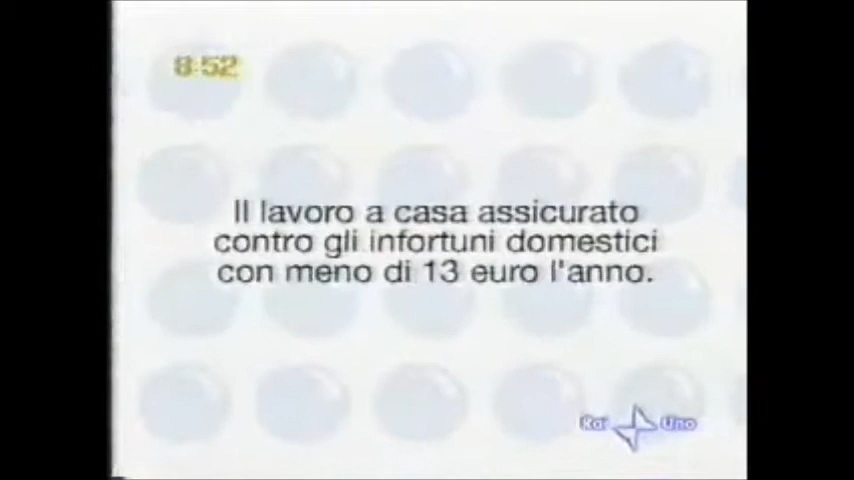 8:52
Il lavoro a casa assicurato
contro gli infortuni domestici
con meno di 13 euro l'anno.
Rai Uno